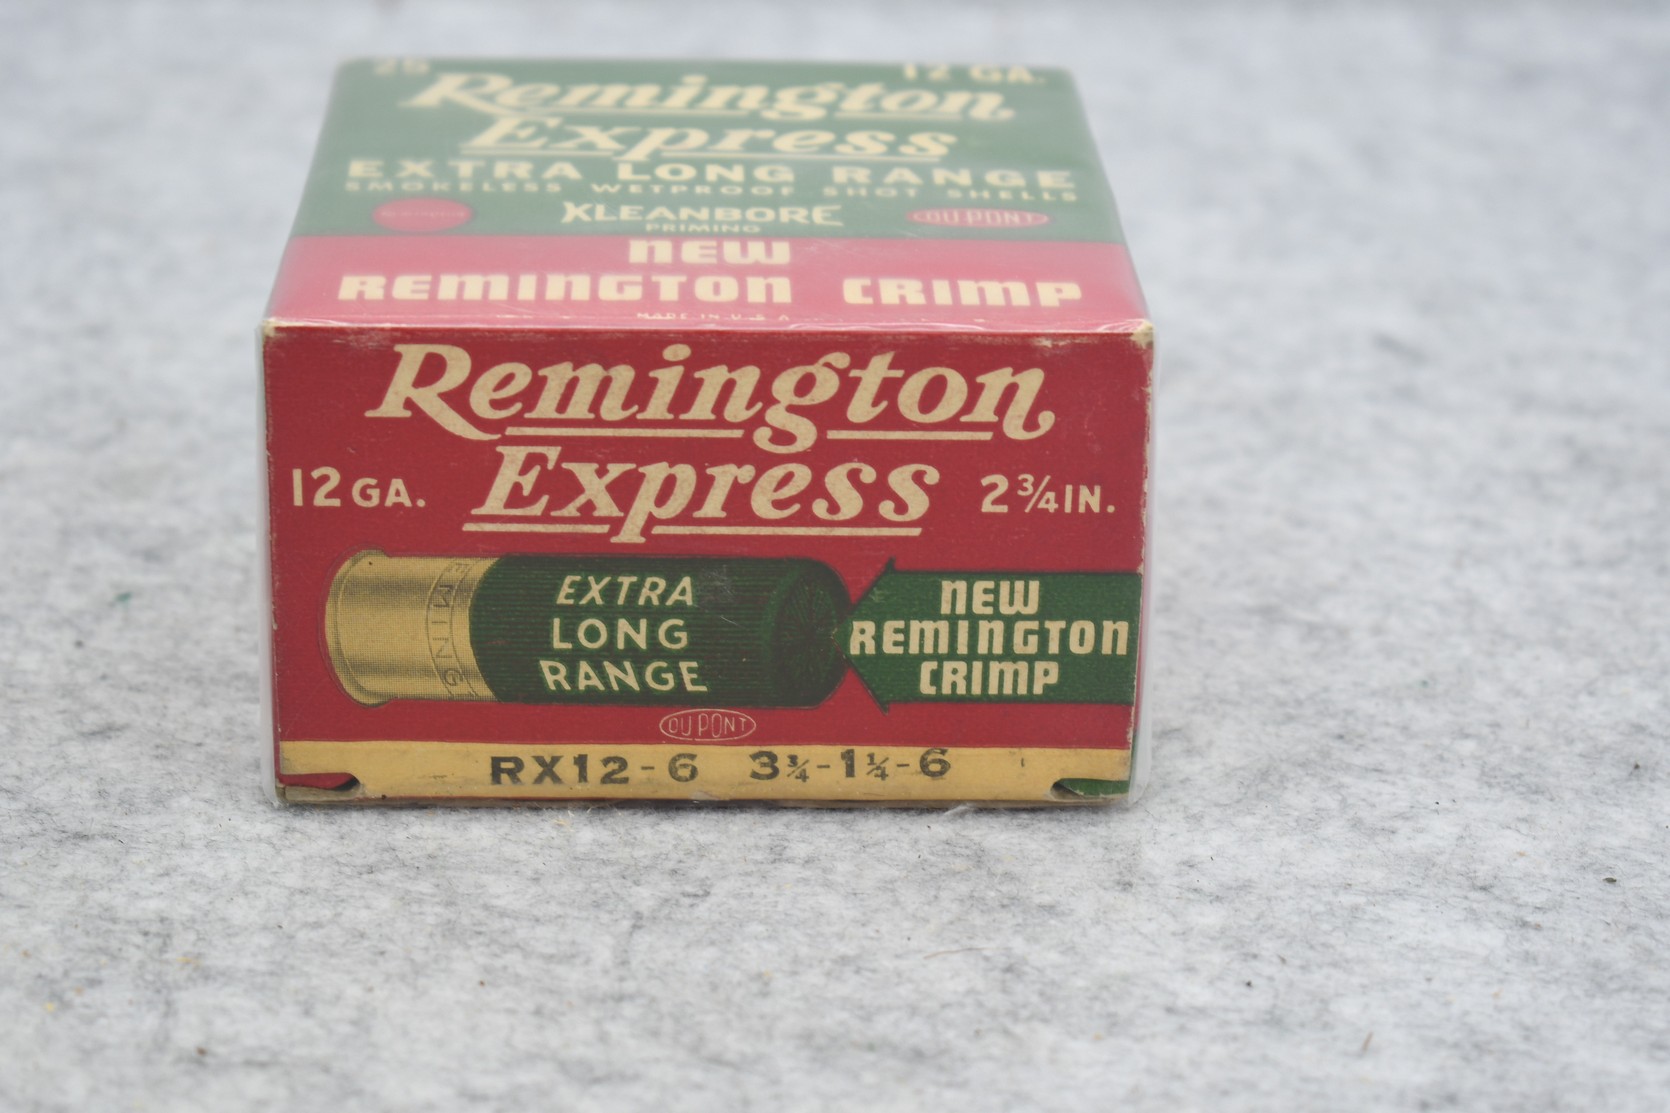 25 12 GA.
Remington
Express
EXTRA LONG RANGE
SMOKELESS WETPROOF SHOT SHELLS
KLEANBORE DU PONT
PRIMING
NEW
REMINGTON CRIMP
MADE IN U.S.A
Remington
12 GA. Express 2 3/4 IN.
EXTRA
LONG
RANGE
NEW
REMINGTON
CRIMP
DU PONT
RX12-6 3¼-1¼-6